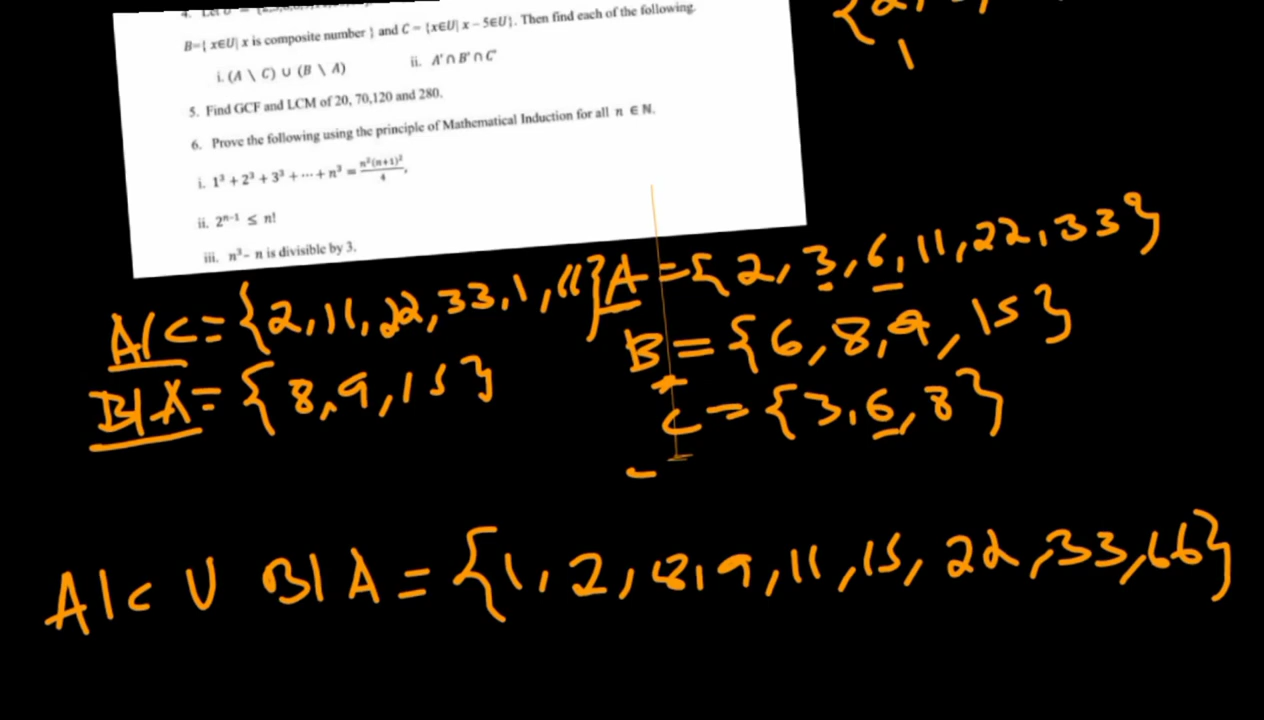 B={ x∈U| x is composite number } and C = {x∈U| x − 5∈U}. Then find each of the following.
i. (A \ C) ∪ (B \ A) ii. A' ∩ B' ∩ C'
5. Find GCF and LCM of 20, 70,120 and 280.
6. Prove the following using the principle of Mathematical Induction for all n ∈ N.
i. 1³ + 2³ + 3³ + ⋯ + n³ = n²(n+1)²/4,
ii. 2ⁿ⁻¹ ≤ n!
iii. n³− n is divisible by 3.
A = {2, 3, 6, 11, 22, 33}
A/C = {2, 11, 22, 33, 1,
B = {6, 8, 9, 15}
B|A = {8, 9, 15}
C = {3, 6, 8}
A|C ∪ B|A = {1, 2, 8, 9, 11, 15, 22, 33, 66}